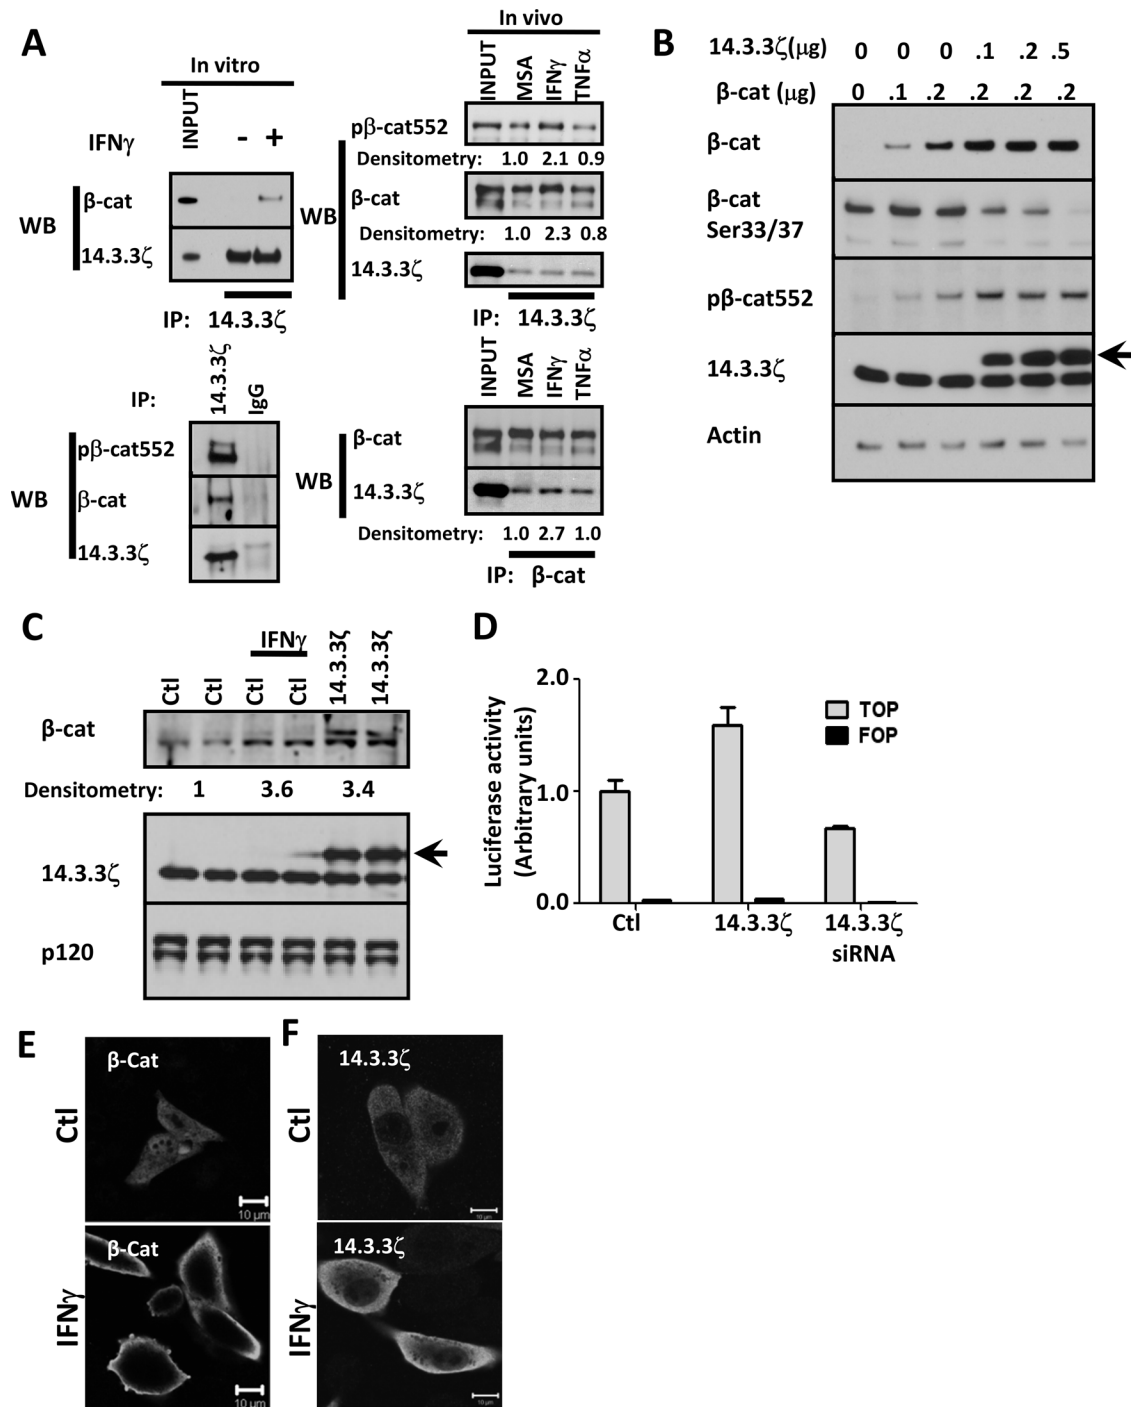 A
In vitro
INPUT
IFNγ - +
WB
β-cat
14.3.3ζ
IP: 14.3.3ζ
In vivo
INPUT MSA IFNγ TNFα
WB
pβ-cat552
Densitometry: 1.0 2.1 0.9
β-cat
Densitometry: 1.0 2.3 0.8
14.3.3ζ
IP: 14.3.3ζ
IP: 14.3.3ζ IgG
WB
pβ-cat552
β-cat
14.3.3ζ
INPUT MSA IFNγ TNFα
WB
β-cat
14.3.3ζ
Densitometry: 1.0 2.7 1.0
IP: β-cat
B
14.3.3ζ(μg) 0 0 0 .1 .2 .5
β-cat (μg) 0 .1 .2 .2 .2 .2
β-cat
β-cat
Ser33/37
pβ-cat552
14.3.3ζ
Actin
C
IFNγ
Ctl Ctl Ctl Ctl 14.3.3ζ 14.3.3ζ
β-cat
Densitometry: 1 3.6 3.4
14.3.3ζ
p120
D
Luciferase activity
(Arbitrary units)
2.0
1.0
0.0
TOP
FOP
Ctl 14.3.3ζ 14.3.3ζ
siRNA
E
β-Cat
Ctl
10 μm
β-Cat
IFNγ
10 μm
F
14.3.3ζ
Ctl
10 μm
14.3.3ζ
IFNγ
10 μm